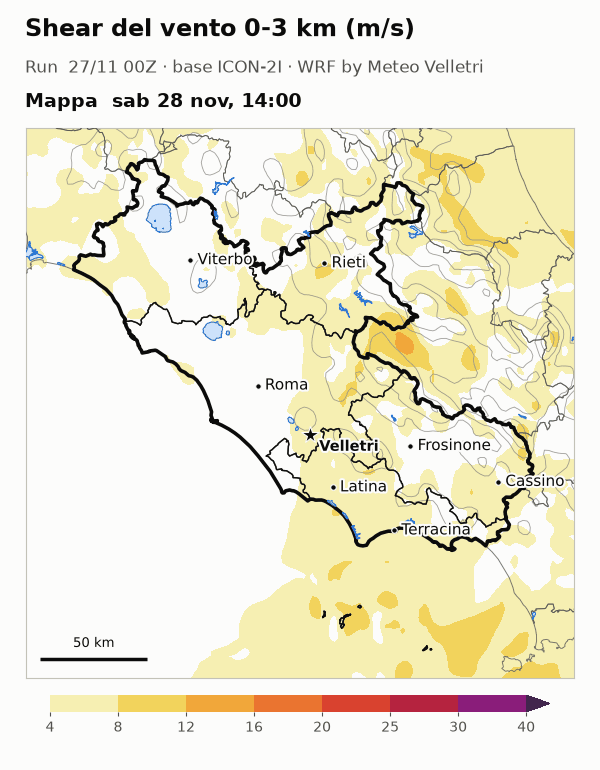 Shear del vento 0-3 km (m/s)
Run  27/11 00Z · base ICON-2I · WRF by Meteo Velletri
Mappa  sab 28 nov, 14:00
Viterbo
Rieti
Roma
Velletri
Frosinone
Latina
Cassino
Terracina
50 km
4 8 12 16 20 25 30 40